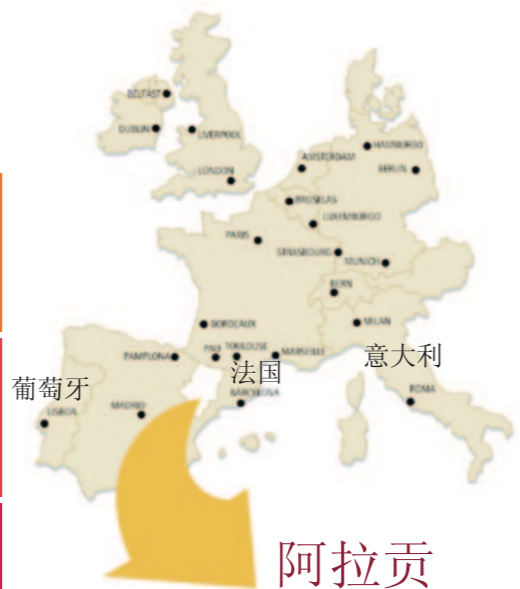 BELFAST
DUBLIN
LIVERPOOL
LONDON
AMSTERDAM
HAMBURGO
BERLIN
BRUSELAS
LUXEMBURGO
PARIS
STRASBOURG
MUNICH
BERN
BORDEAUX
MILAN
PAMPLONA
PAU
TOULOUSE
MARSEILLE
法国
意大利
葡萄牙
LISBOA
MADRID
BARCELONA
ROMA
阿拉贡